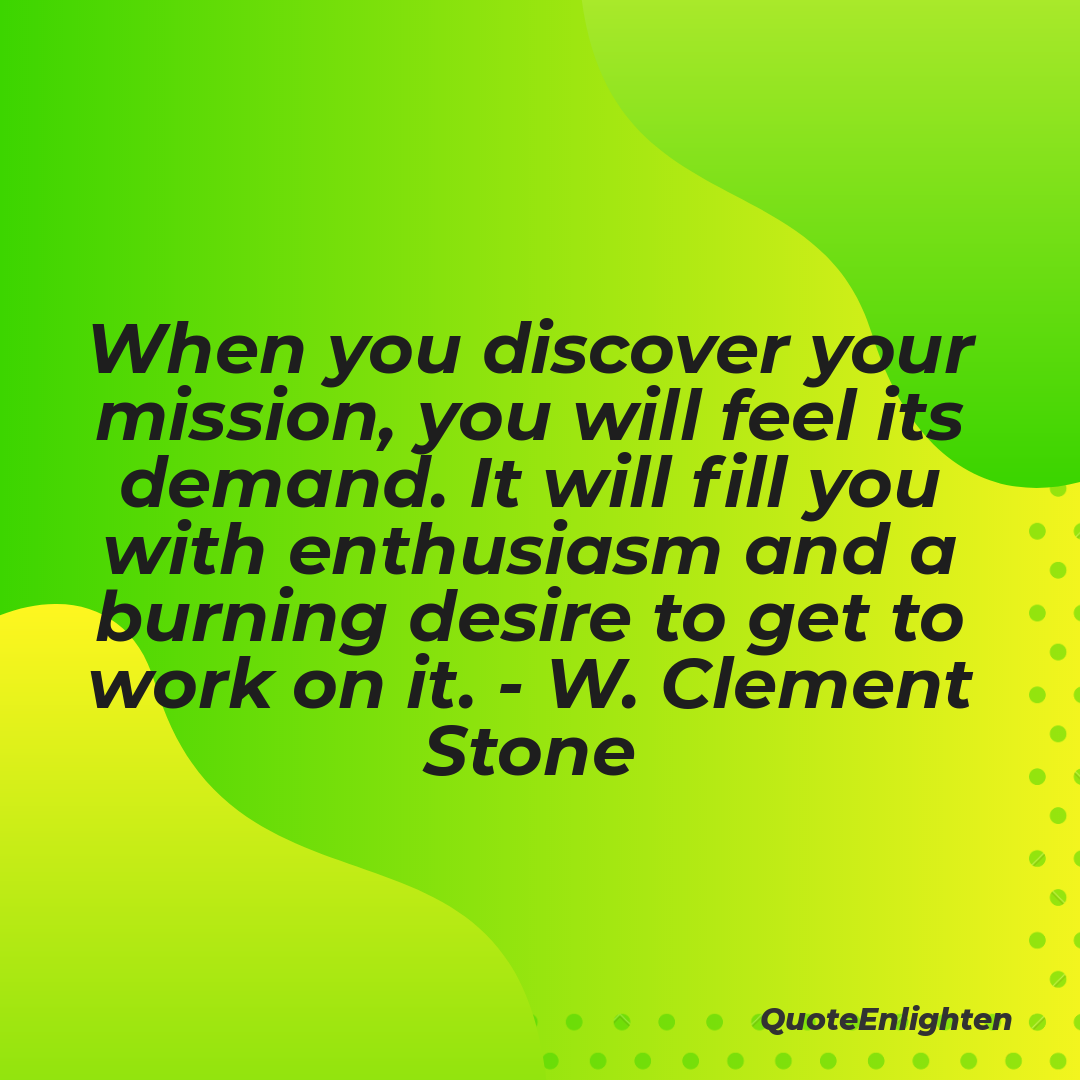 When you discover your
mission, you will feel its
demand. It will fill you
with enthusiasm and a
burning desire to get to
work on it. - W. Clement
Stone
QuoteEnlighten